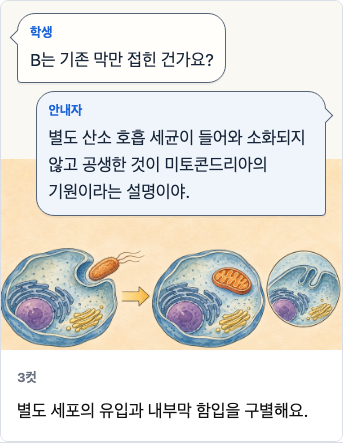 학생
B는 기존 막만 접힌 건가요?
안내자
별도 산소 호흡 세균이 들어와 소화되지
않고 공생한 것이 미토콘드리아의
기원이라는 설명이야.
3컷
별도 세포의 유입과 내부막 함입을 구별해요.